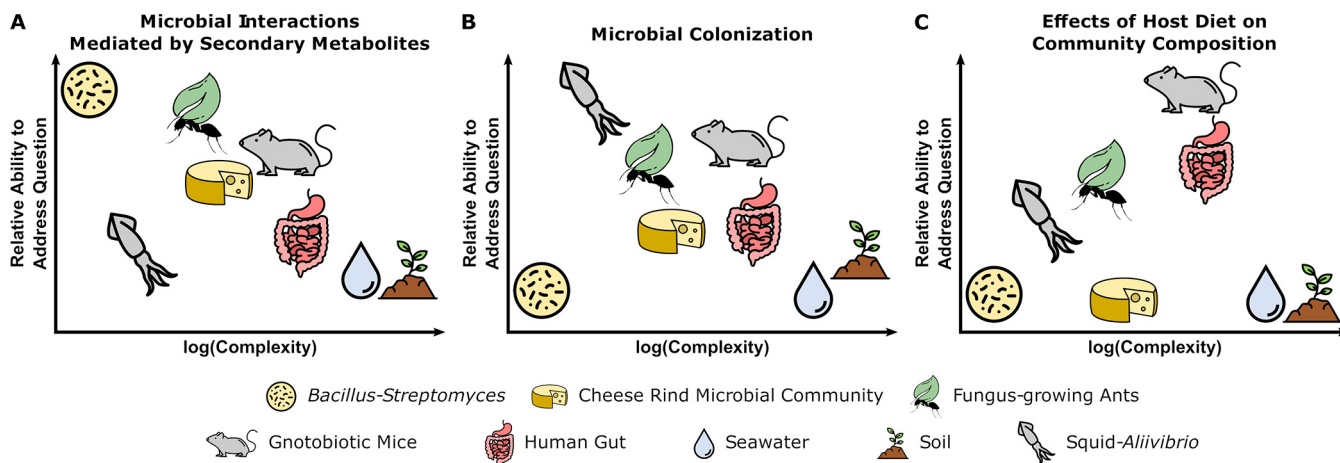 A
Microbial Interactions
Mediated by Secondary Metabolites
Relative Ability to
Address Question
log(Complexity)
B
Microbial Colonization
Relative Ability to
Address Question
log(Complexity)
C
Effects of Host Diet on
Community Composition
Relative Ability to
Address Question
log(Complexity)
Bacillus-Streptomyces
Cheese Rind Microbial Community
Fungus-growing Ants
Gnotobiotic Mice
Human Gut
Seawater
Soil
Squid-Aliivibrio